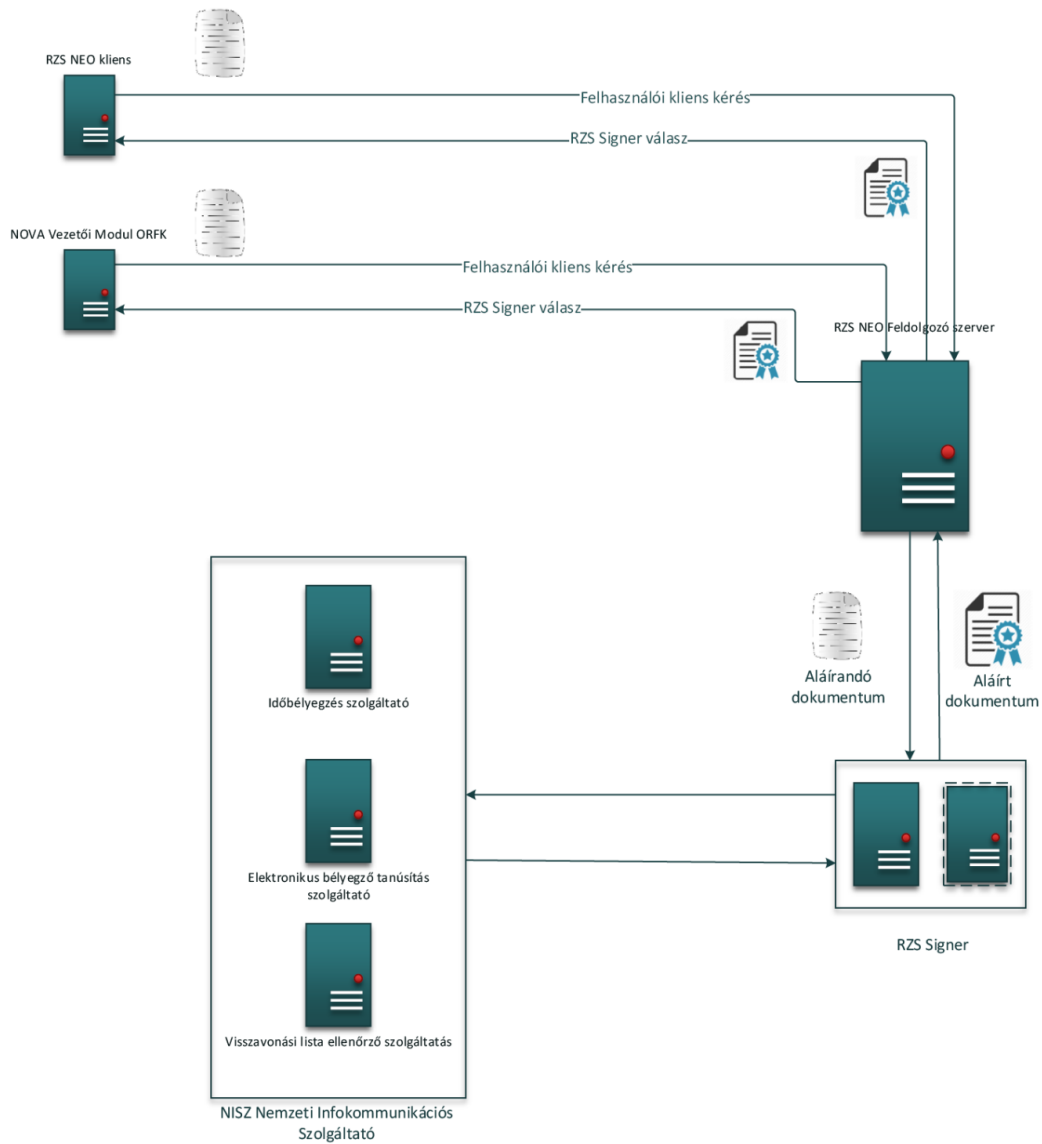 RZS NEO kliens
Felhasználói kliens kérés
RZS Signer válasz
NOVA Vezetői Modul ORFK
Felhasználói kliens kérés
RZS Signer válasz
RZS NEO Feldolgozó szerver
Aláírandó
dokumentum
Aláírt
dokumentum
Időbélyegzés szolgáltató
Elektronikus bélyegző tanúsítás
szolgáltató
RZS Signer
Visszavonási lista ellenőrző szolgáltatás
NISZ Nemzeti Infokommunikációs
Szolgáltató